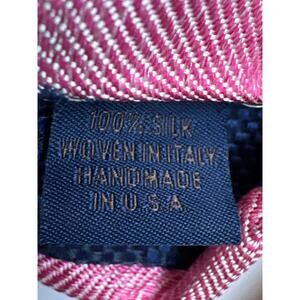 100% SILK
WOVEN IN ITALY
HANDMADE
IN U.S.A.